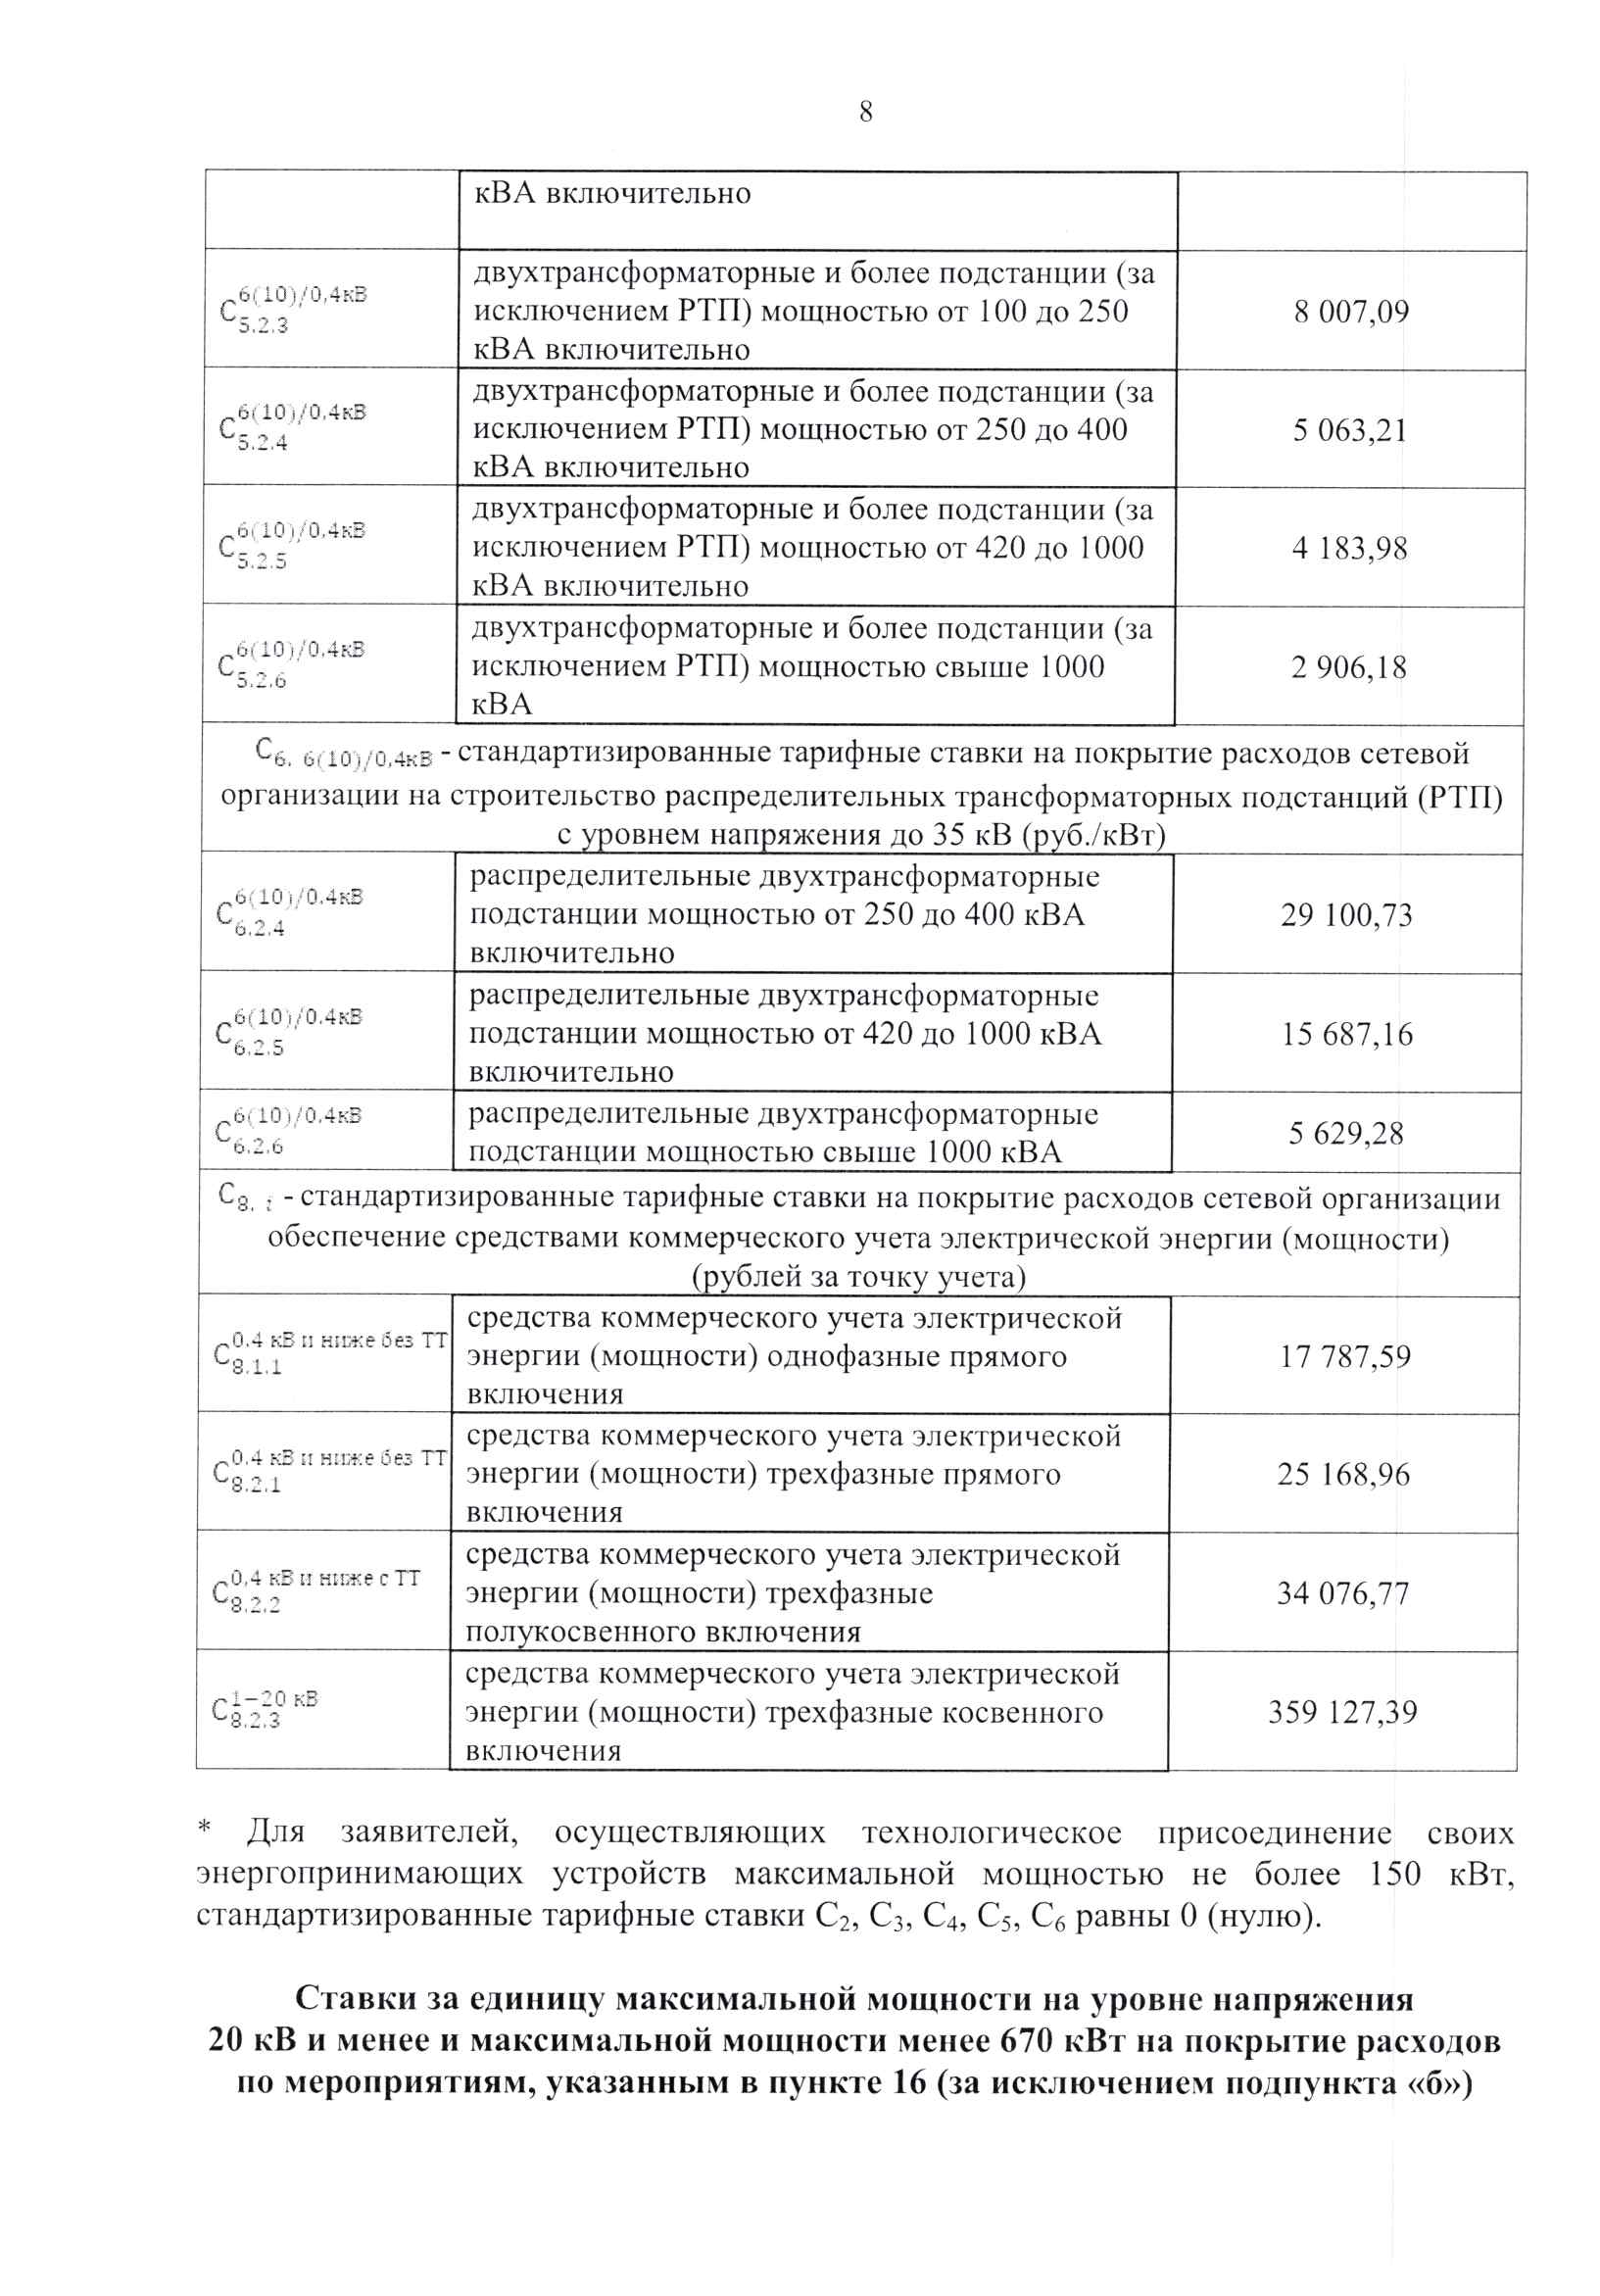 8
кВА включительно
C 6(10)/0,4кВ 5.2.3
двухтрансформаторные и более подстанции (за
исключением РТП) мощностью от 100 до 250
кВА включительно
8 007,09
C 6(10)/0,4кВ 5.2.4
двухтрансформаторные и более подстанции (за
исключением РТП) мощностью от 250 до 400
кВА включительно
5 063,21
C 6(10)/0,4кВ 5.2.5
двухтрансформаторные и более подстанции (за
исключением РТП) мощностью от 420 до 1000
кВА включительно
4 183,98
C 6(10)/0,4кВ 5.2.6
двухтрансформаторные и более подстанции (за
исключением РТП) мощностью свыше 1000
кВА
2 906,18
C6. 6(10)/0,4кВ - стандартизированные тарифные ставки на покрытие расходов сетевой
организации на строительство распределительных трансформаторных подстанций (РТП)
с уровнем напряжения до 35 кВ (руб./кВт)
C 6(10)/0,4кВ 6.2.4
распределительные двухтрансформаторные
подстанции мощностью от 250 до 400 кВА
включительно
29 100,73
C 6(10)/0,4кВ 6.2.5
распределительные двухтрансформаторные
подстанции мощностью от 420 до 1000 кВА
включительно
15 687,16
C 6(10)/0,4кВ 6.2.6
распределительные двухтрансформаторные
подстанции мощностью свыше 1000 кВА
5 629,28
C8. i - стандартизированные тарифные ставки на покрытие расходов сетевой организации
обеспечение средствами коммерческого учета электрической энергии (мощности)
(рублей за точку учета)
C 0,4 кВ и ниже без ТТ 8.1.1
средства коммерческого учета электрической
энергии (мощности) однофазные прямого
включения
17 787,59
C 0,4 кВ и ниже без ТТ 8.2.1
средства коммерческого учета электрической
энергии (мощности) трехфазные прямого
включения
25 168,96
C 0,4 кВ и ниже с ТТ 8.2.2
средства коммерческого учета электрической
энергии (мощности) трехфазные
полукосвенного включения
34 076,77
C 1–20 кВ 8.2.3
средства коммерческого учета электрической
энергии (мощности) трехфазные косвенного
включения
359 127,39
* Для заявителей, осуществляющих технологическое присоединение своих
энергопринимающих устройств максимальной мощностью не более 150 кВт,
стандартизированные тарифные ставки С2, С3, С4, С5, С6 равны 0 (нулю).
Ставки за единицу максимальной мощности на уровне напряжения
20 кВ и менее и максимальной мощности менее 670 кВт на покрытие расходов
по мероприятиям, указанным в пункте 16 (за исключением подпункта «б»)